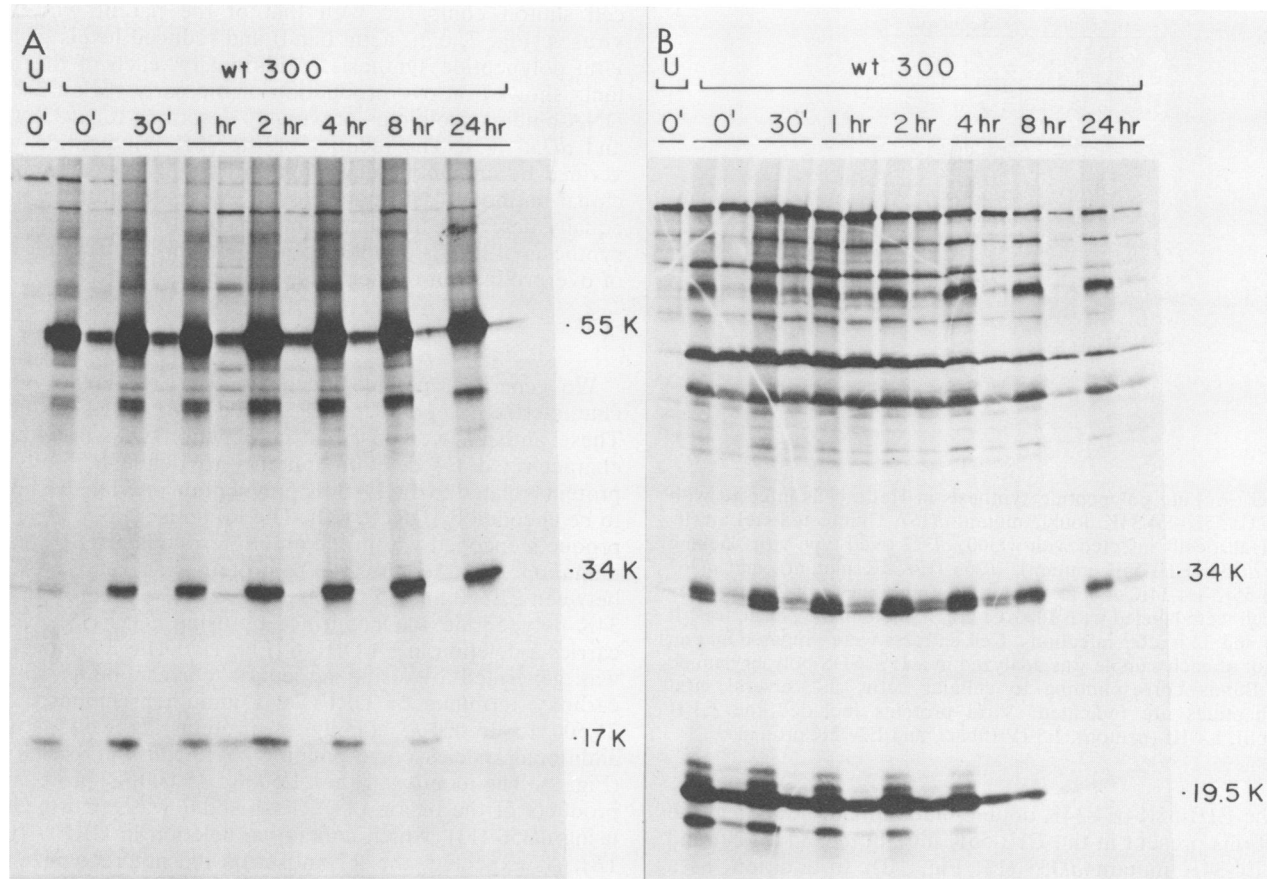 A
U
wt 300
0' 0' 30' 1 hr 2 hr 4 hr 8 hr 24 hr
· 55 K
· 34 K
· 17 K
B
U
wt 300
0' 0' 30' 1 hr 2 hr 4 hr 8 hr 24 hr
· 34 K
· 19.5 K